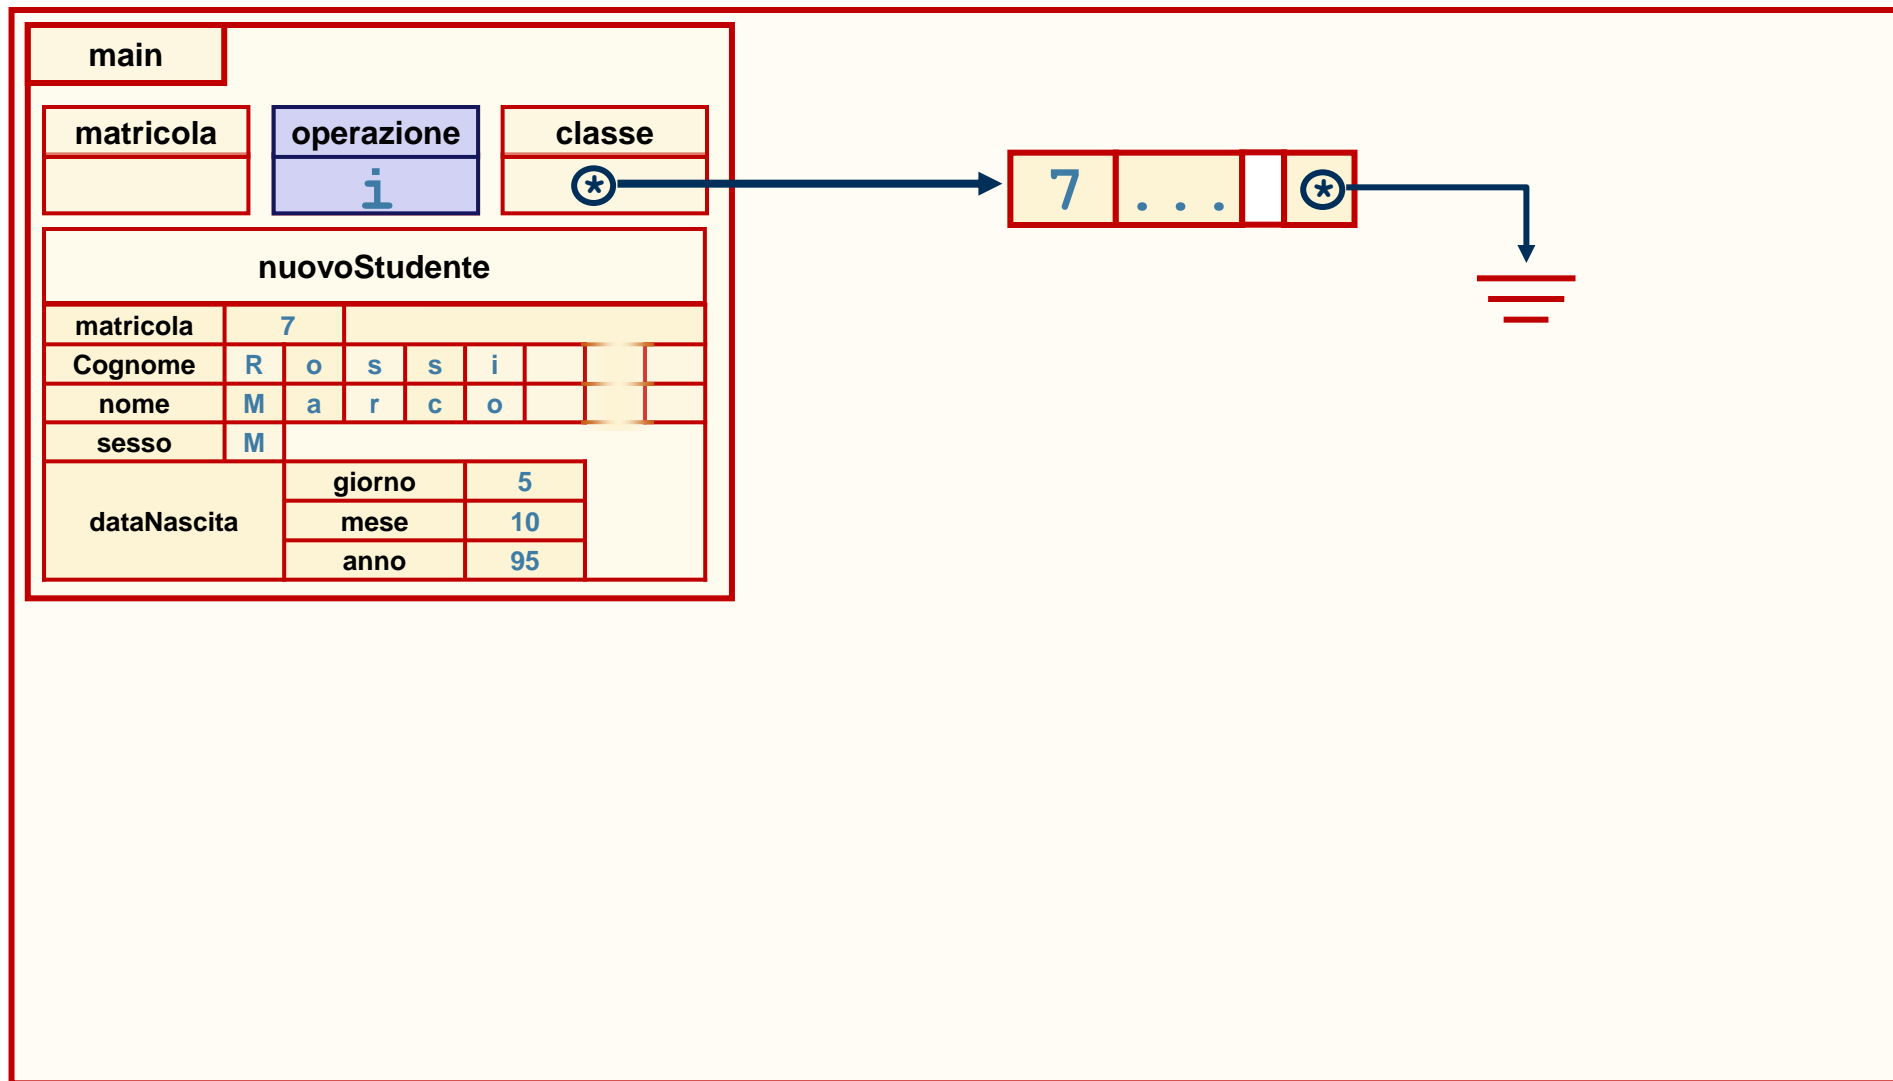 main
matricola operazione classe
i * 7 ... *
nuovoStudente
matricola 7
Cognome R o s s i
nome M a r c o
sesso M
giorno 5
dataNascita mese 10
anno 95